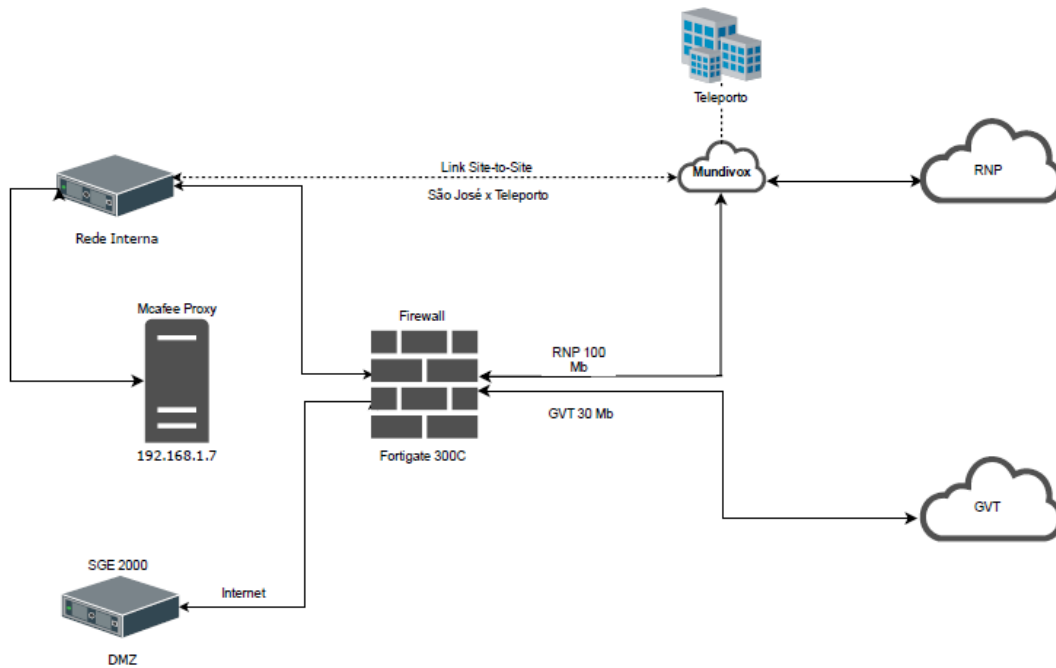 Teleporto
Link Site-to-Site
São José x Teleporto
Mundivox
RNP
Rede Interna
Mcafee Proxy
192.168.1.7
Firewall
Fortigate 300C
RNP 100
Mb
GVT 30 Mb
GVT
SGE 2000
Internet
DMZ